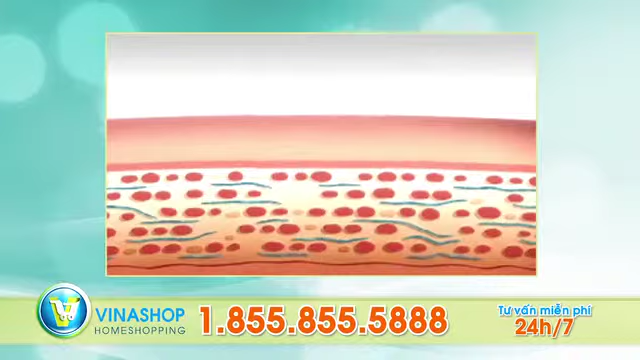 VINASHOP
HOMESHOPPING
1.855.855.5888
Tư vấn miễn phí
24h/7